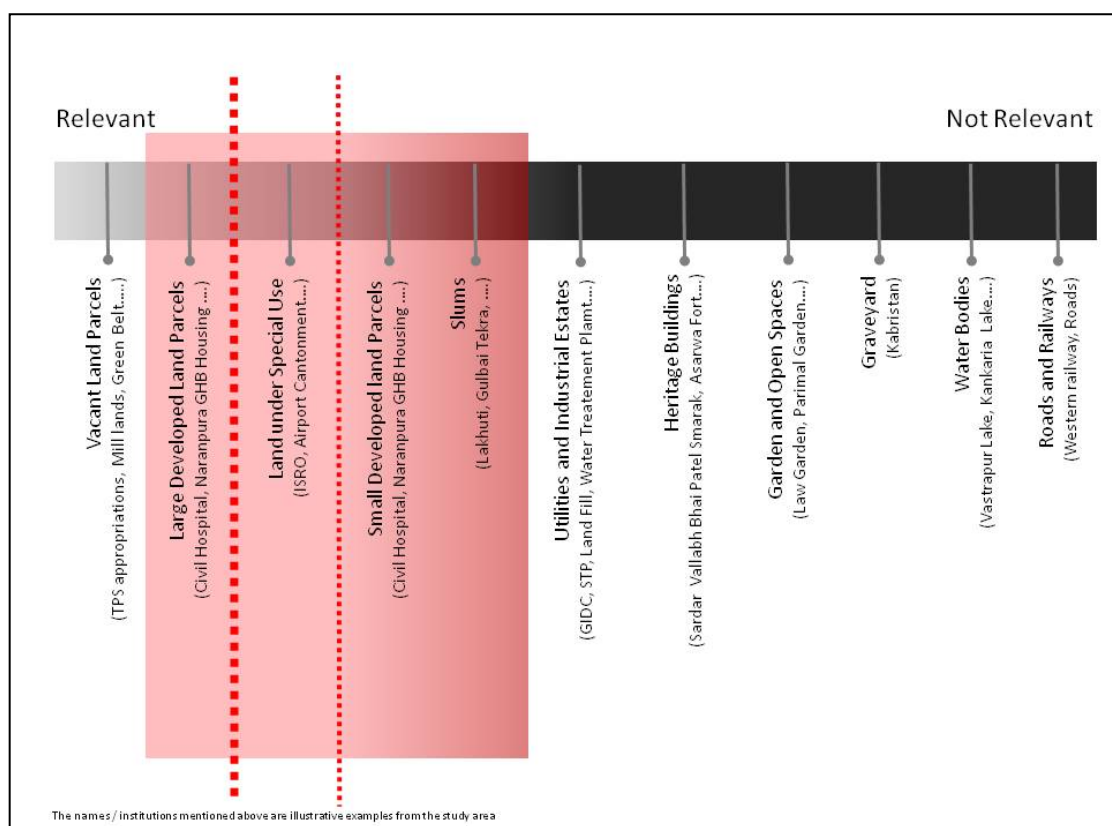 Relevant
Not Relevant
Vacant Land Parcels
(TPS appropriations, Mill lands, Green Belt.....)
Large Developed Land Parcels
(Civil Hospital, Naranpura GHB Housing ....)
Land under Special Use
(ISRO, Airport Cantonment....)
Small Developed land Parcels
(Civil Hospital, Naranpura GHB Housing ....)
Slums
(Lakhuti, Gulbai Tekra, ....)
Utilities and Industrial Estates
(GIDC, STP, Land Fill, Water Treatement Plamt....)
Heritage Buildings
(Sardar Vallabh Bhai Patel Smarak, Asarwa Fort....)
Garden and Open Spaces
(Law Garden, Parimal Garden....)
Graveyard
(Kabristan)
Water Bodies
(Vastrapur Lake, Kankaria Lake....)
Roads and Railways
(Western railway, Roads)
The names / institutions mentioned above are illustrative examples from the study area